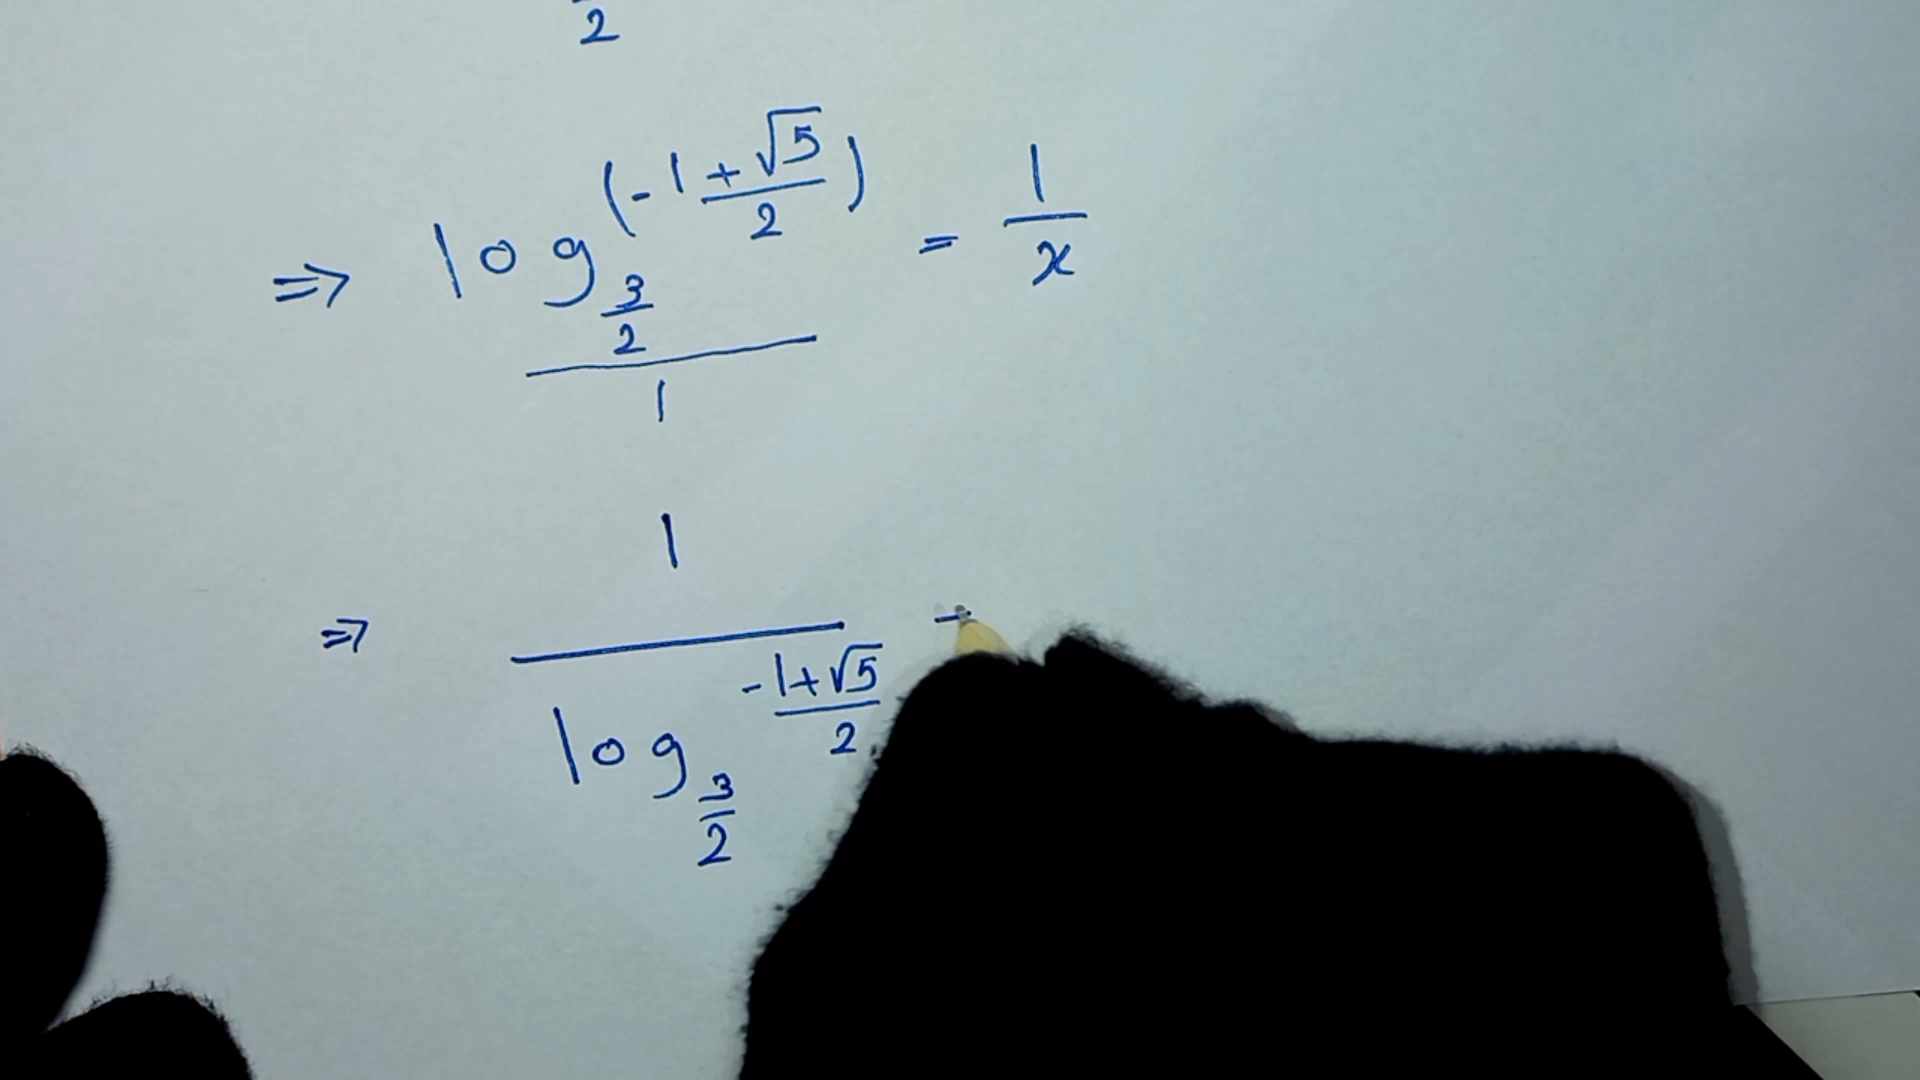 2
⇒ log_{3/2}^{(-1+√5/2)} / 1 = 1/x
⇒ 1 / log_{3/2}^{-1+√5/2}